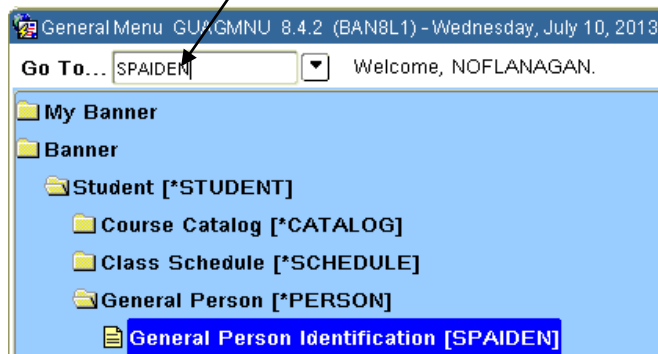 General Menu GUAGMNU 8.4.2 (BAN8L1) - Wednesday, July 10, 2013
Go To... SPAIDEN Welcome, NOFLANAGAN.
My Banner
Banner
Student [*STUDENT]
Course Catalog [*CATALOG]
Class Schedule [*SCHEDULE]
General Person [*PERSON]
General Person Identification [SPAIDEN]